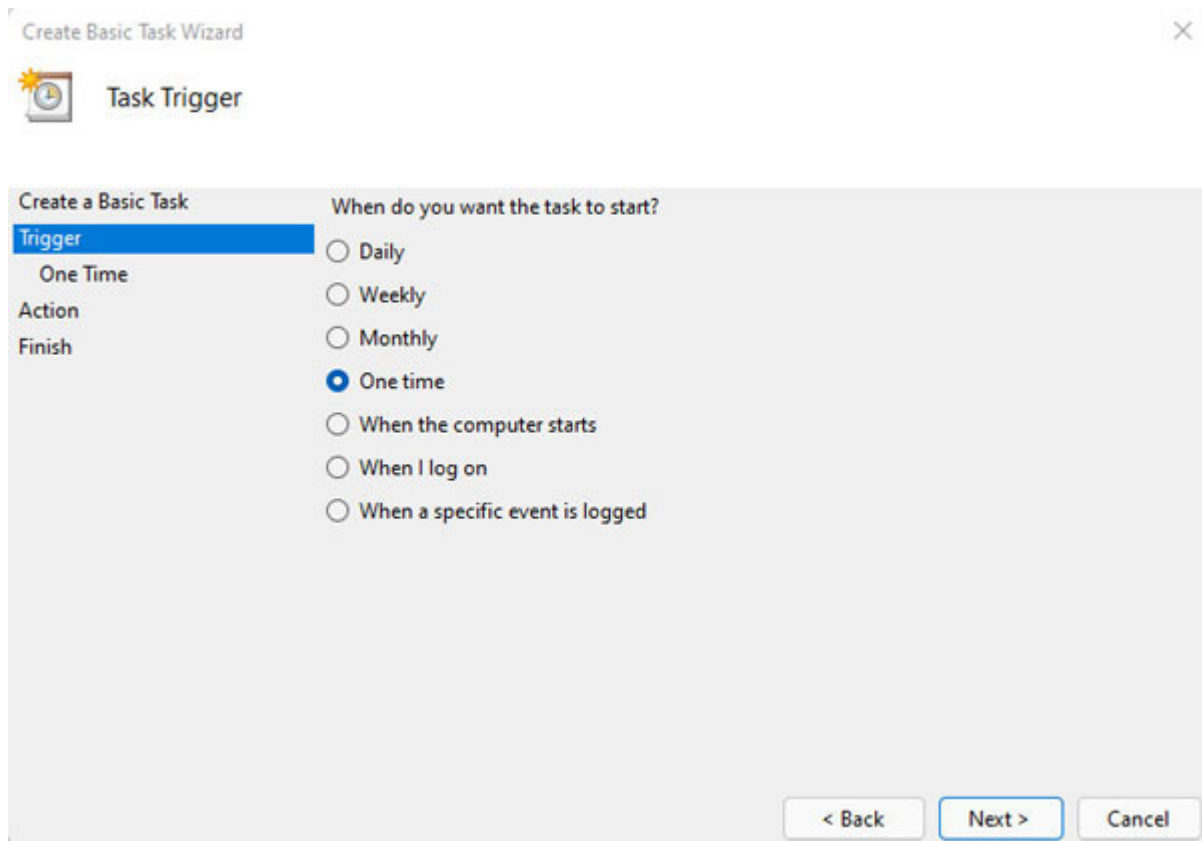 Create Basic Task Wizard
Task Trigger
Create a Basic Task
Trigger
One Time
Action
Finish
When do you want the task to start?
Daily
Weekly
Monthly
One time
When the computer starts
When I log on
When a specific event is logged
< Back
Next >
Cancel